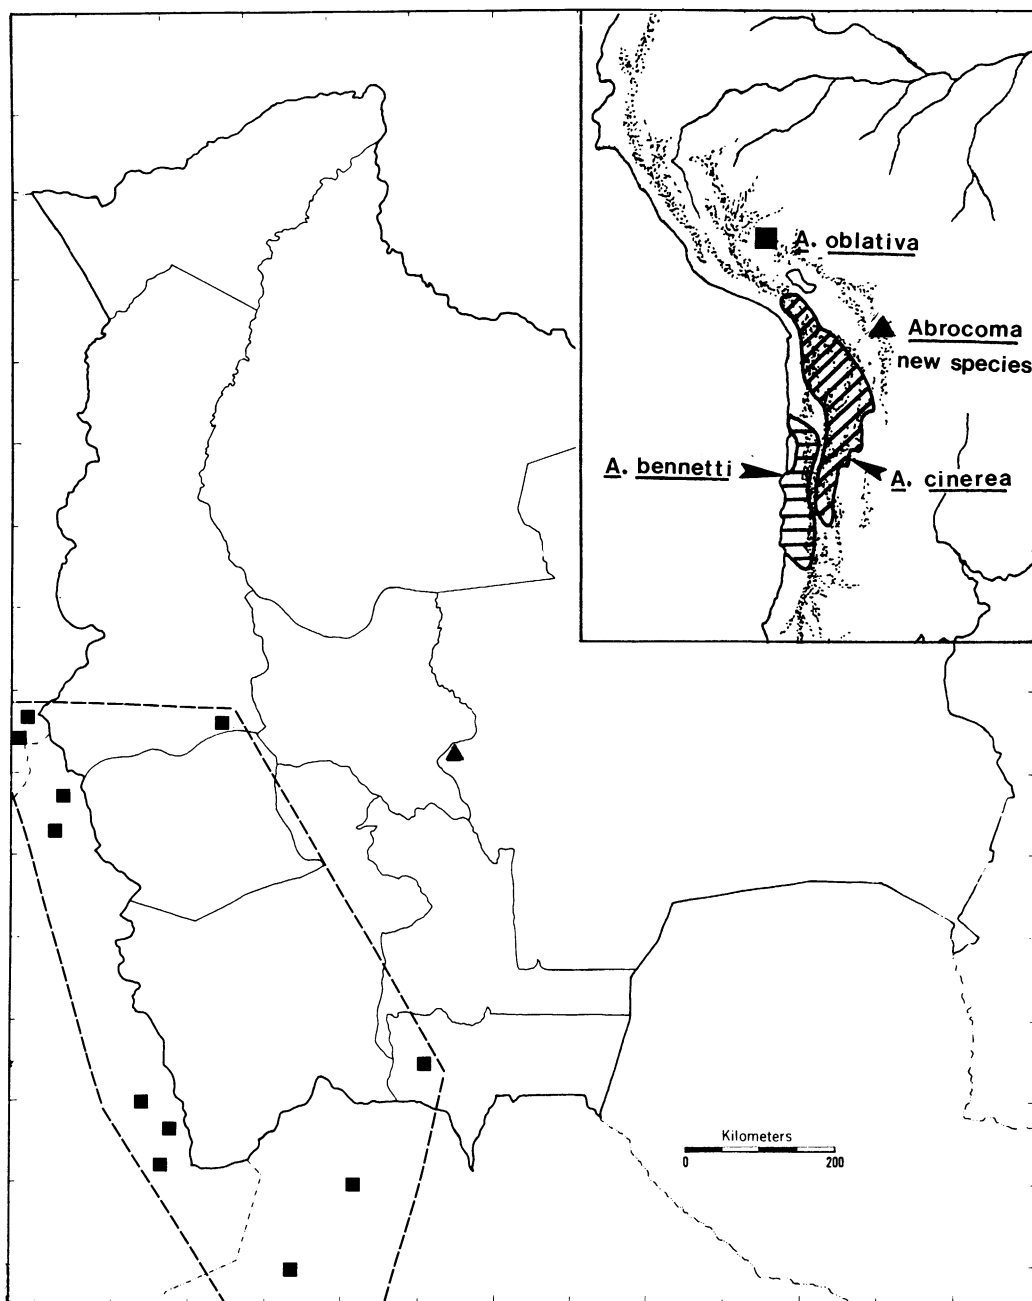 A. oblativa
Abrocoma
new species
A. bennetti
A. cinerea
Kilometers
0 200